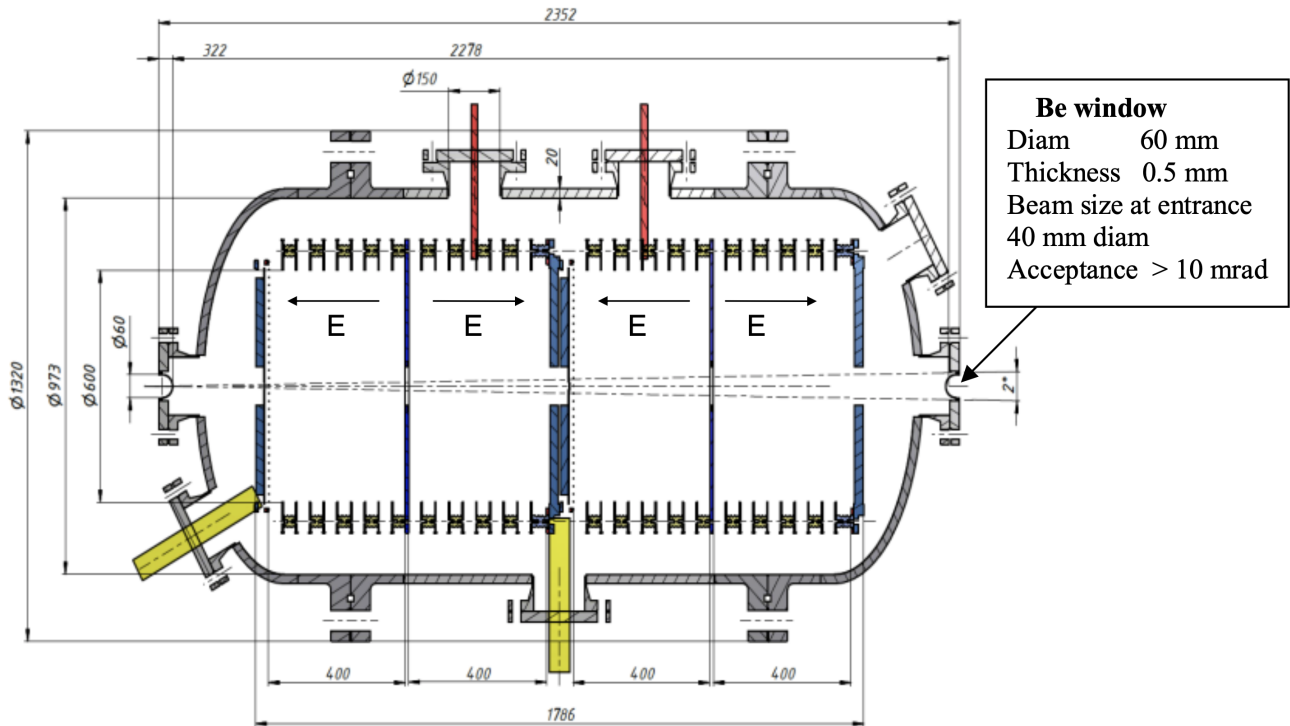 2352
322
2278
Ø150
20
Be window
Diam 60 mm
Thickness 0.5 mm
Beam size at entrance
40 mm diam
Acceptance > 10 mrad
E
E
E
E
Ø60
Ø600
Ø973
Ø1320
2°
400
400
400
400
1786